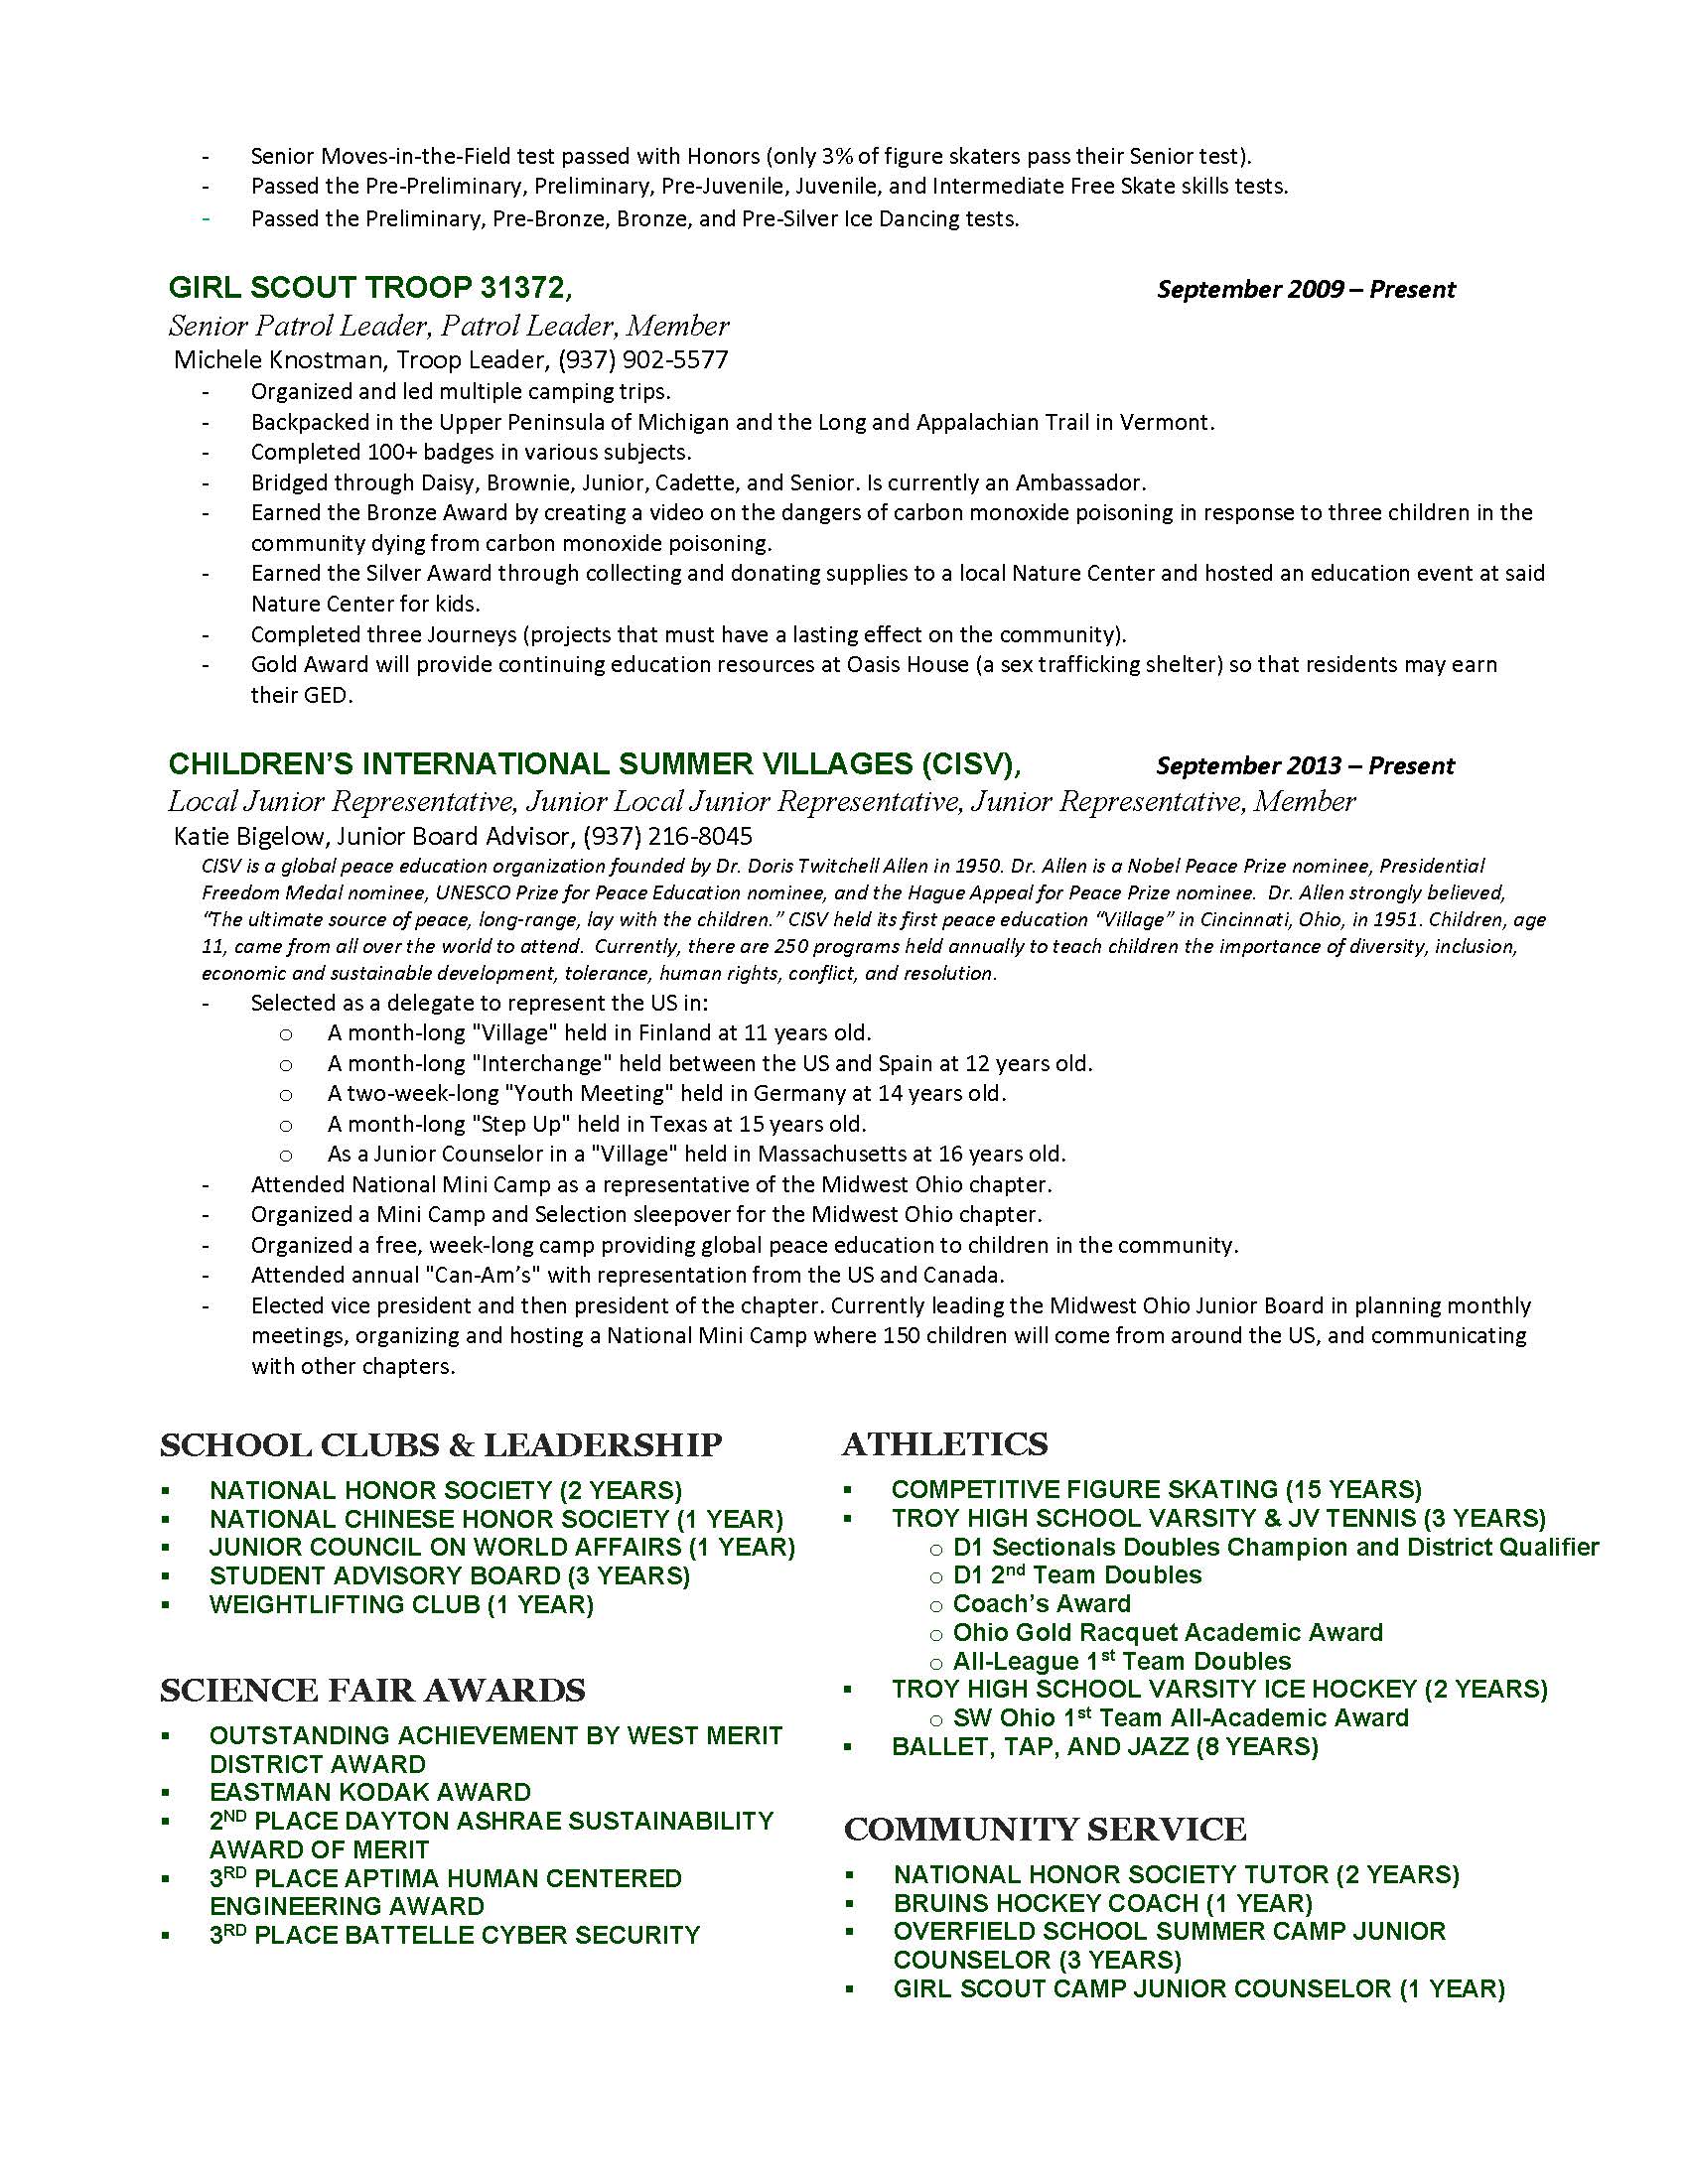 - Senior Moves-in-the-Field test passed with Honors (only 3% of figure skaters pass their Senior test).
- Passed the Pre-Preliminary, Preliminary, Pre-Juvenile, Juvenile, and Intermediate Free Skate skills tests.
- Passed the Preliminary, Pre-Bronze, Bronze, and Pre-Silver Ice Dancing tests.
GIRL SCOUT TROOP 31372, September 2009 – Present
Senior Patrol Leader, Patrol Leader, Member
Michele Knostman, Troop Leader, (937) 902-5577
- Organized and led multiple camping trips.
- Backpacked in the Upper Peninsula of Michigan and the Long and Appalachian Trail in Vermont.
- Completed 100+ badges in various subjects.
- Bridged through Daisy, Brownie, Junior, Cadette, and Senior. Is currently an Ambassador.
- Earned the Bronze Award by creating a video on the dangers of carbon monoxide poisoning in response to three children in the
community dying from carbon monoxide poisoning.
- Earned the Silver Award through collecting and donating supplies to a local Nature Center and hosted an education event at said
Nature Center for kids.
- Completed three Journeys (projects that must have a lasting effect on the community).
- Gold Award will provide continuing education resources at Oasis House (a sex trafficking shelter) so that residents may earn
their GED.
CHILDREN’S INTERNATIONAL SUMMER VILLAGES (CISV), September 2013 – Present
Local Junior Representative, Junior Local Junior Representative, Junior Representative, Member
Katie Bigelow, Junior Board Advisor, (937) 216-8045
CISV is a global peace education organization founded by Dr. Doris Twitchell Allen in 1950. Dr. Allen is a Nobel Peace Prize nominee, Presidential
Freedom Medal nominee, UNESCO Prize for Peace Education nominee, and the Hague Appeal for Peace Prize nominee. Dr. Allen strongly believed,
“The ultimate source of peace, long-range, lay with the children.” CISV held its first peace education “Village” in Cincinnati, Ohio, in 1951. Children, age
11, came from all over the world to attend. Currently, there are 250 programs held annually to teach children the importance of diversity, inclusion,
economic and sustainable development, tolerance, human rights, conflict, and resolution.
- Selected as a delegate to represent the US in:
o A month-long "Village" held in Finland at 11 years old.
o A month-long "Interchange" held between the US and Spain at 12 years old.
o A two-week-long "Youth Meeting" held in Germany at 14 years old.
o A month-long "Step Up" held in Texas at 15 years old.
o As a Junior Counselor in a "Village" held in Massachusetts at 16 years old.
- Attended National Mini Camp as a representative of the Midwest Ohio chapter.
- Organized a Mini Camp and Selection sleepover for the Midwest Ohio chapter.
- Organized a free, week-long camp providing global peace education to children in the community.
- Attended annual "Can-Am’s" with representation from the US and Canada.
- Elected vice president and then president of the chapter. Currently leading the Midwest Ohio Junior Board in planning monthly
meetings, organizing and hosting a National Mini Camp where 150 children will come from around the US, and communicating
with other chapters.
SCHOOL CLUBS & LEADERSHIP
▪ NATIONAL HONOR SOCIETY (2 YEARS)
▪ NATIONAL CHINESE HONOR SOCIETY (1 YEAR)
▪ JUNIOR COUNCIL ON WORLD AFFAIRS (1 YEAR)
▪ STUDENT ADVISORY BOARD (3 YEARS)
▪ WEIGHTLIFTING CLUB (1 YEAR)
SCIENCE FAIR AWARDS
▪ OUTSTANDING ACHIEVEMENT BY WEST MERIT
DISTRICT AWARD
▪ EASTMAN KODAK AWARD
▪ 2ND PLACE DAYTON ASHRAE SUSTAINABILITY
AWARD OF MERIT
▪ 3RD PLACE APTIMA HUMAN CENTERED
ENGINEERING AWARD
▪ 3RD PLACE BATTELLE CYBER SECURITY
ATHLETICS
▪ COMPETITIVE FIGURE SKATING (15 YEARS)
▪ TROY HIGH SCHOOL VARSITY & JV TENNIS (3 YEARS)
o D1 Sectionals Doubles Champion and District Qualifier
o D1 2nd Team Doubles
o Coach’s Award
o Ohio Gold Racquet Academic Award
o All-League 1st Team Doubles
▪ TROY HIGH SCHOOL VARSITY ICE HOCKEY (2 YEARS)
o SW Ohio 1st Team All-Academic Award
▪ BALLET, TAP, AND JAZZ (8 YEARS)
COMMUNITY SERVICE
▪ NATIONAL HONOR SOCIETY TUTOR (2 YEARS)
▪ BRUINS HOCKEY COACH (1 YEAR)
▪ OVERFIELD SCHOOL SUMMER CAMP JUNIOR
COUNSELOR (3 YEARS)
▪ GIRL SCOUT CAMP JUNIOR COUNSELOR (1 YEAR)